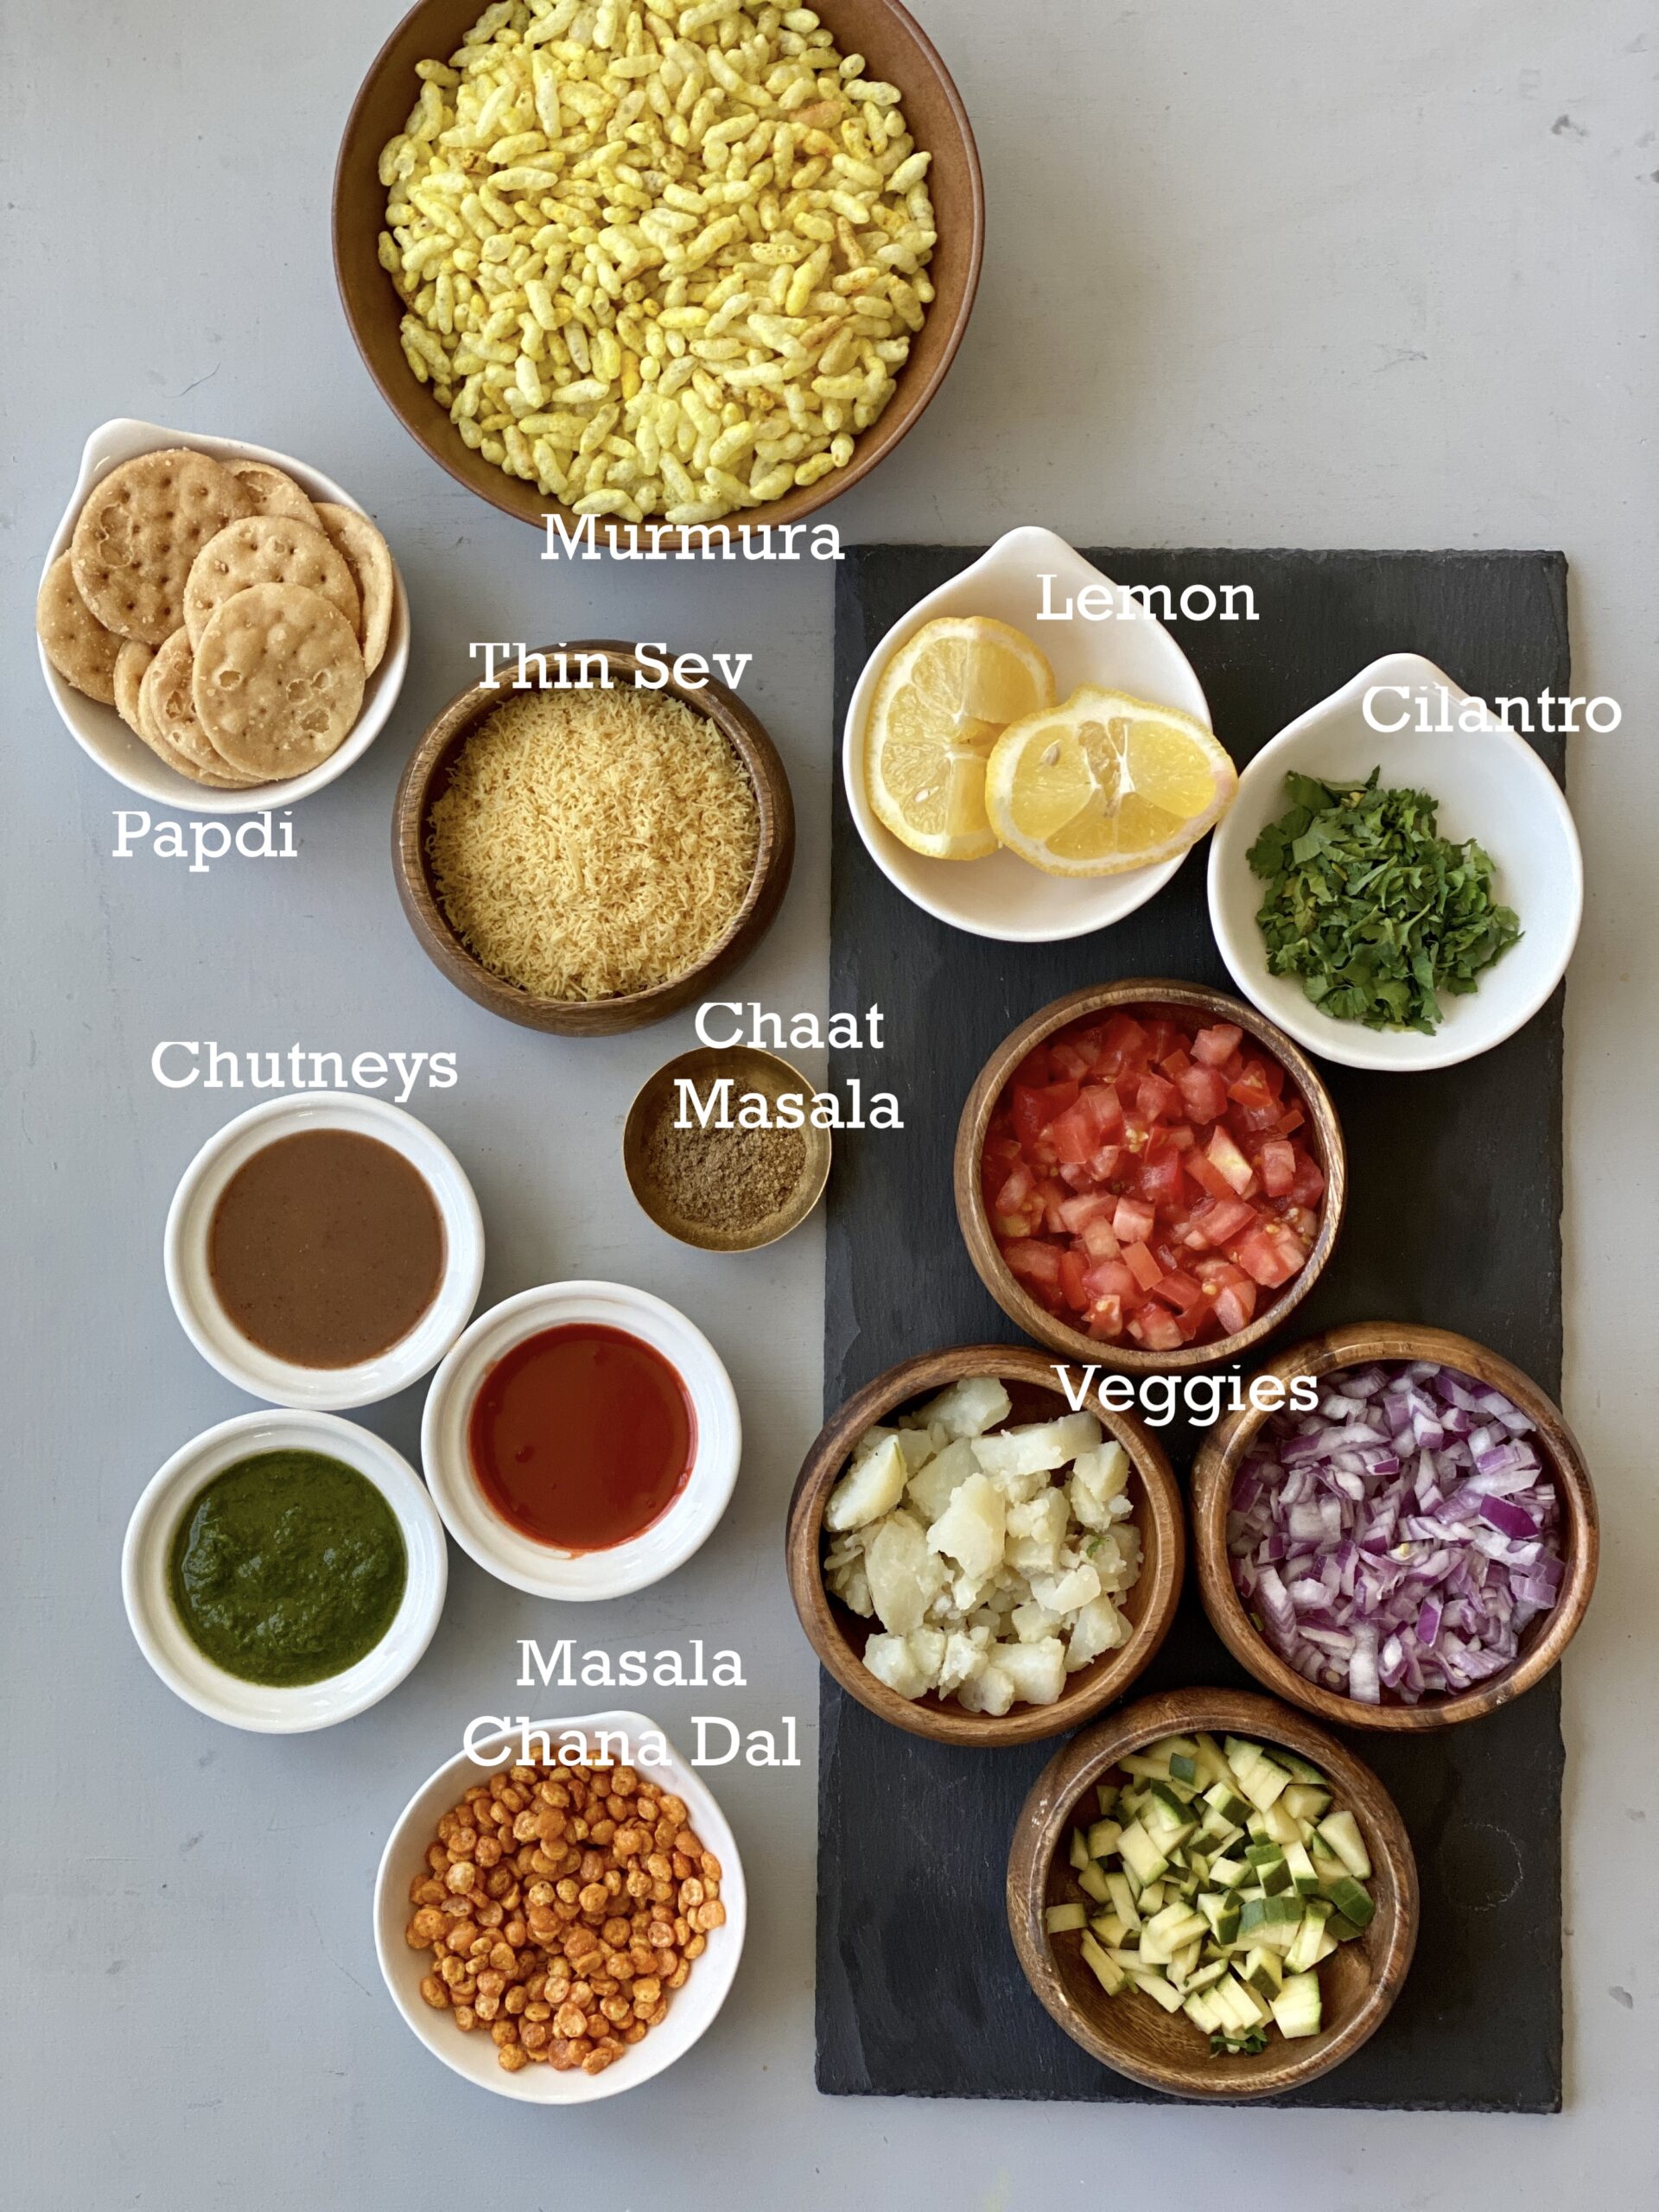 Murmura
Lemon
Thin Sev
Cilantro
Papdi
Chaat
Masala
Chutneys
Veggies
Masala
Chana Dal